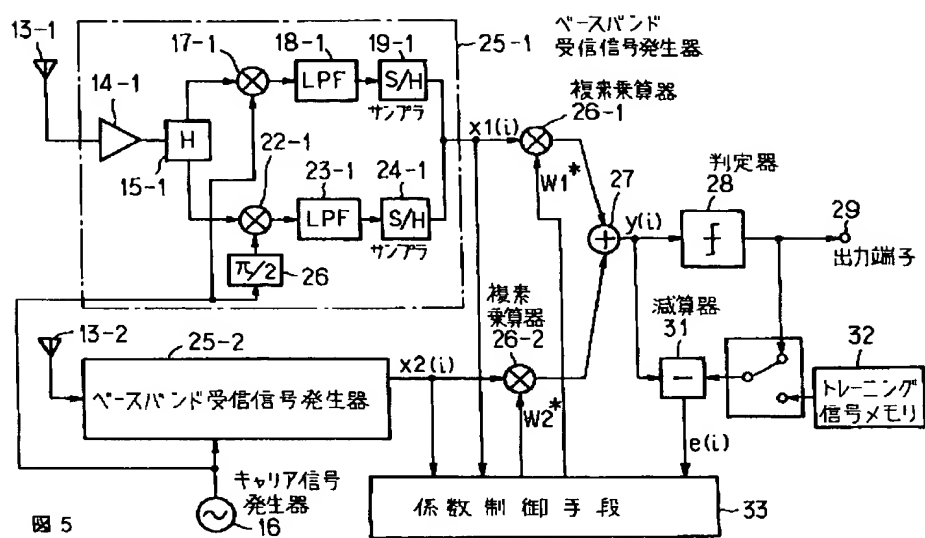 13-1
14-1
15-1
H
17-1
18-1
LPF
19-1
S/H
サンプラ
25-1
22-1
23-1
LPF
24-1
S/H
サンプラ
π/2
26
ベースバンド
受信信号発生器
複素乗算器
26-1
x1(i)
W1*
27
y(i)
判定器
28
29
出力端子
13-2
25-2
ベースバンド受信信号発生器
x2(i)
複素
乗算器
26-2
W2*
減算器
31
−
e(i)
32
トレーニング
信号メモリ
キャリア信号
発生器
16
係数制御手段
33
図5